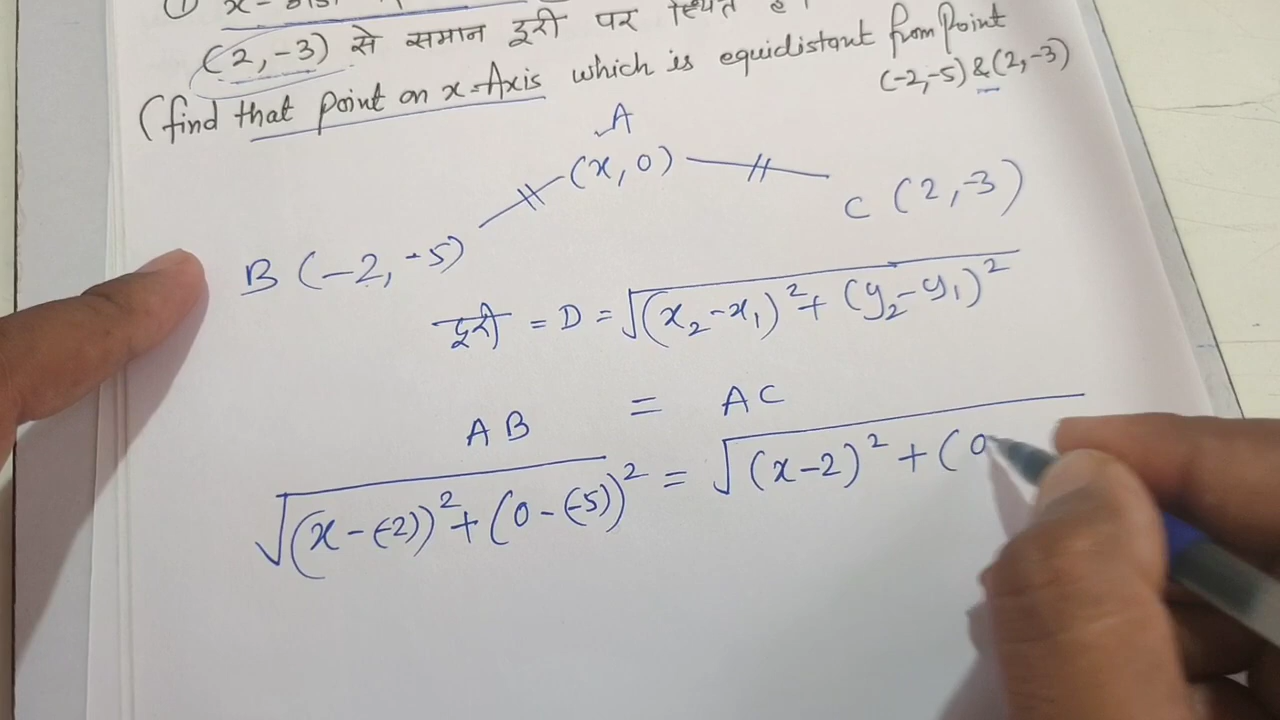 ① x-
(2,-3) से समान दूरी पर स्थित है।
(find that point on x-Axis which is equidistant from Point
(-2,-5) & (2,-3)
A
(x, 0)
C (2,-3)
B (-2, -5)
दूरी = D = √(x₂-x₁)² + (y₂-y₁)²
AB = AC
√(x-(-2))² + (0-(-5))² = √(x-2)² + (0